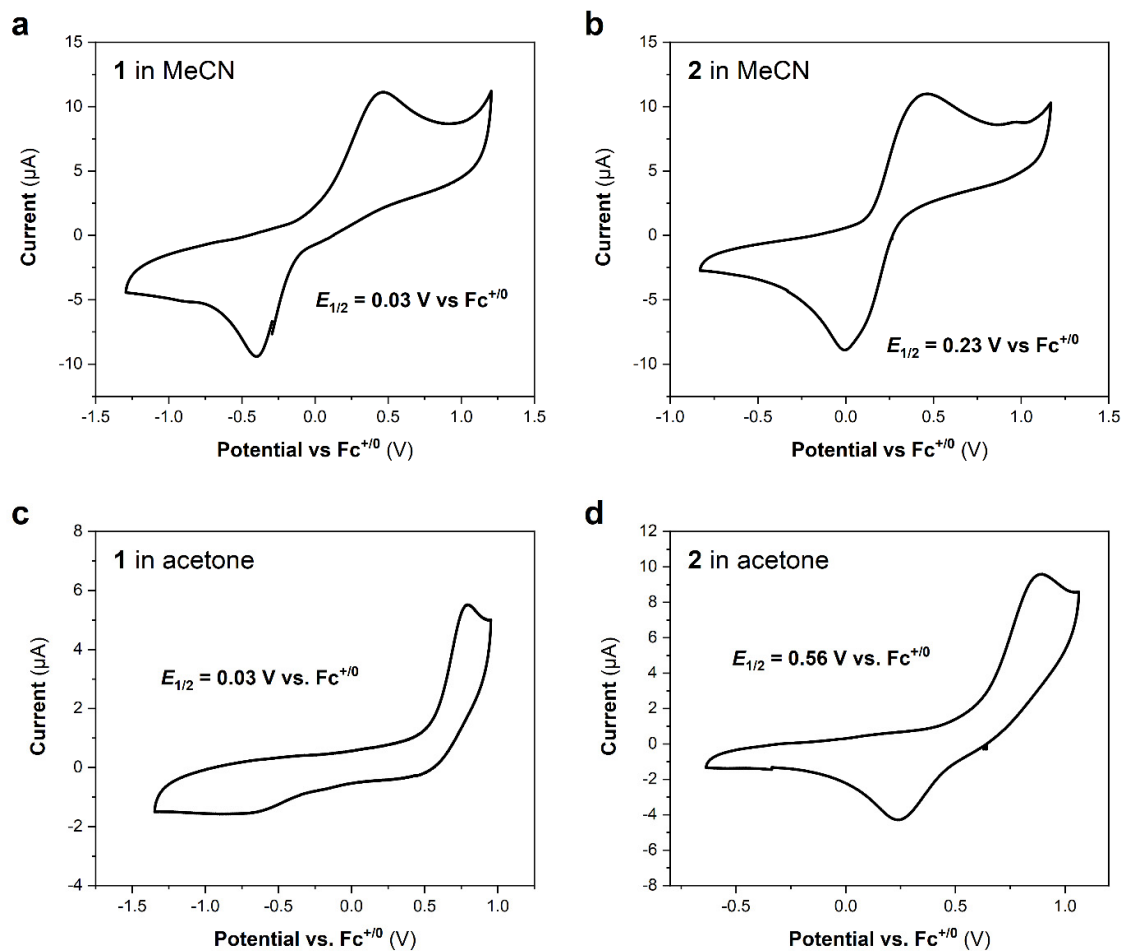 a
1 in MeCN
Current (µA)
15
10
5
0
-5
-10
E1/2 = 0.03 V vs Fc+/0
-1.5 -1.0 -0.5 0.0 0.5 1.0 1.5
Potential vs Fc+/0 (V)
b
2 in MeCN
Current (µA)
15
10
5
0
-5
-10
E1/2 = 0.23 V vs Fc+/0
-1.0 -0.5 0.0 0.5 1.0 1.5
Potential vs Fc+/0 (V)
c
1 in acetone
Current (µA)
8
6
4
2
0
-2
-4
E1/2 = 0.03 V vs. Fc+/0
-1.5 -1.0 -0.5 0.0 0.5 1.0
Potential vs. Fc+/0 (V)
d
2 in acetone
Current (µA)
12
10
8
6
4
2
0
-2
-4
-6
-8
E1/2 = 0.56 V vs. Fc+/0
-0.5 0.0 0.5 1.0
Potential vs. Fc+/0 (V)